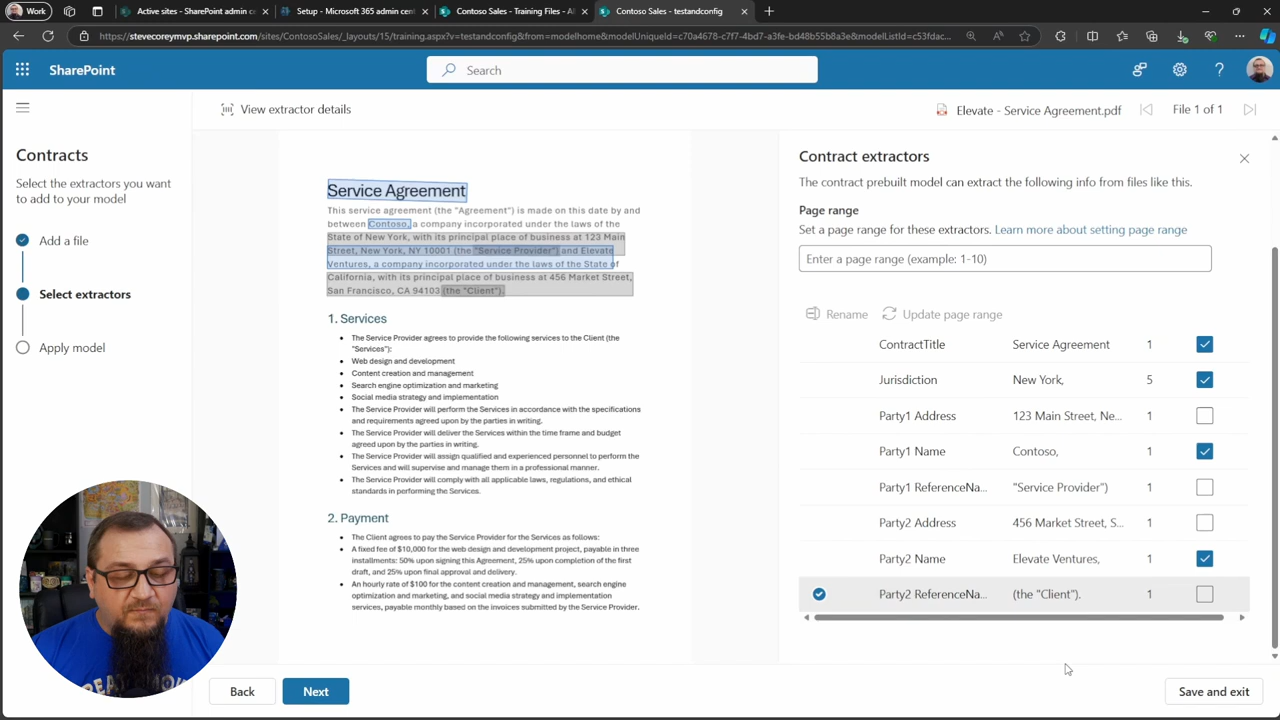 Work
Active sites - SharePoint admin ce
Setup - Microsoft 365 admin cent
Contoso Sales - Training Files - Al
Contoso Sales - testandconfig
https://stevecoreymvp.sharepoint.com/sites/ContosoSales/_layouts/15/training.aspx?v=testandconfig&from=modelhome&modelUniqueId=c70a4678-c7f7-4bd7-a3fe-bd48b55b8a3e&modelListId=c53fdac...
SharePoint
Search
View extractor details
Elevate - Service Agreement.pdf
File 1 of 1
Contracts
Select the extractors you want
to add to your model
Add a file
Select extractors
Apply model
Service Agreement
This service agreement (the "Agreement") is made on this date by and
between Contoso, a company incorporated under the laws of the
State of New York, with its principal place of business at 123 Main
Street, New York, NY 10001 (the "Service Provider") and Elevate
Ventures, a company incorporated under the laws of the State of
California, with its principal place of business at 456 Market Street,
San Francisco, CA 94103 (the "Client").
1. Services
• The Service Provider agrees to provide the following services to the Client (the
"Services"):
• Web design and development
• Content creation and management
• Search engine optimization and marketing
• Social media strategy and implementation
• The Service Provider will perform the Services in accordance with the specifications
and requirements agreed upon by the parties in writing.
• The Service Provider will deliver the Services within the time frame and budget
agreed upon by the parties in writing.
• The Service Provider will assign qualified and experienced personnel to perform the
Services and will supervise and manage them in a professional manner.
• The Service Provider will comply with all applicable laws, regulations, and ethical
standards in performing the Services.
2. Payment
• The Client agrees to pay the Service Provider for the Services as follows:
• A fixed fee of $10,000 for the web design and development project, payable in three
installments: 50% upon signing this Agreement, 25% upon completion of the first
draft, and 25% upon final approval and delivery.
• An hourly rate of $100 for the content creation and management, search engine
optimization and marketing, and social media strategy and implementation
services, payable monthly based on the invoices submitted by the Service Provider.
Contract extractors
The contract prebuilt model can extract the following info from files like this.
Page range
Set a page range for these extractors. Learn more about setting page range
Enter a page range (example: 1-10)
Rename Update page range
ContractTitle Service Agreement 1
Jurisdiction New York, 5
Party1 Address 123 Main Street, Ne... 1
Party1 Name Contoso, 1
Party1 ReferenceNa... "Service Provider") 1
Party2 Address 456 Market Street, S... 1
Party2 Name Elevate Ventures, 1
Party2 ReferenceNa... (the "Client"). 1
Back
Next
Save and exit